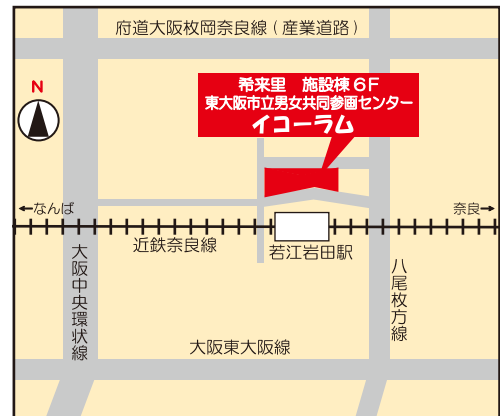 府道大阪枚岡奈良線(産業道路)
N
希来里 施設棟6F
東大阪市立男女共同参画センター
イコーラム
←なんば
奈良→
近鉄奈良線
若江岩田駅
大阪中央環状線
八尾枚方線
大阪東大阪線